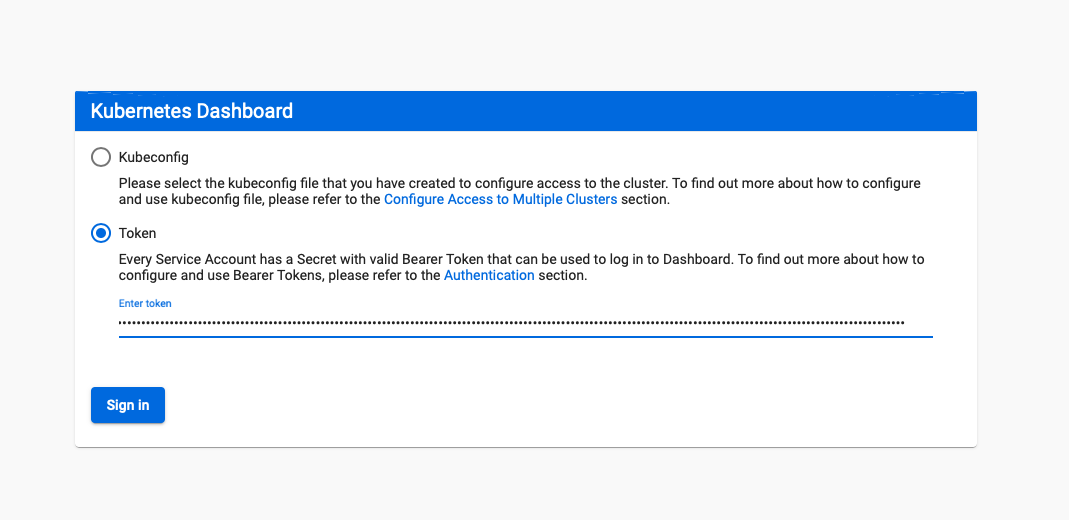 Kubernetes Dashboard
Kubeconfig
Please select the kubeconfig file that you have created to configure access to the cluster. To find out more about how to configure
and use kubeconfig file, please refer to the Configure Access to Multiple Clusters section.
Token
Every Service Account has a Secret with valid Bearer Token that can be used to log in to Dashboard. To find out more about how to
configure and use Bearer Tokens, please refer to the Authentication section.
Enter token
Sign in